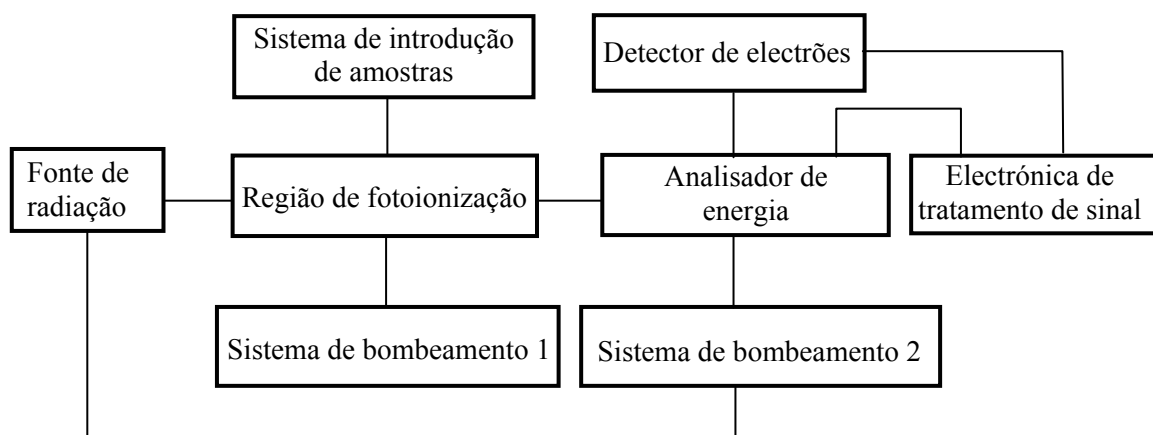 Sistema de introdução
de amostras
Detector de electrões
Fonte de
radiação
Região de fotoionização
Analisador de
energia
Electrónica de
tratamento de sinal
Sistema de bombeamento 1
Sistema de bombeamento 2